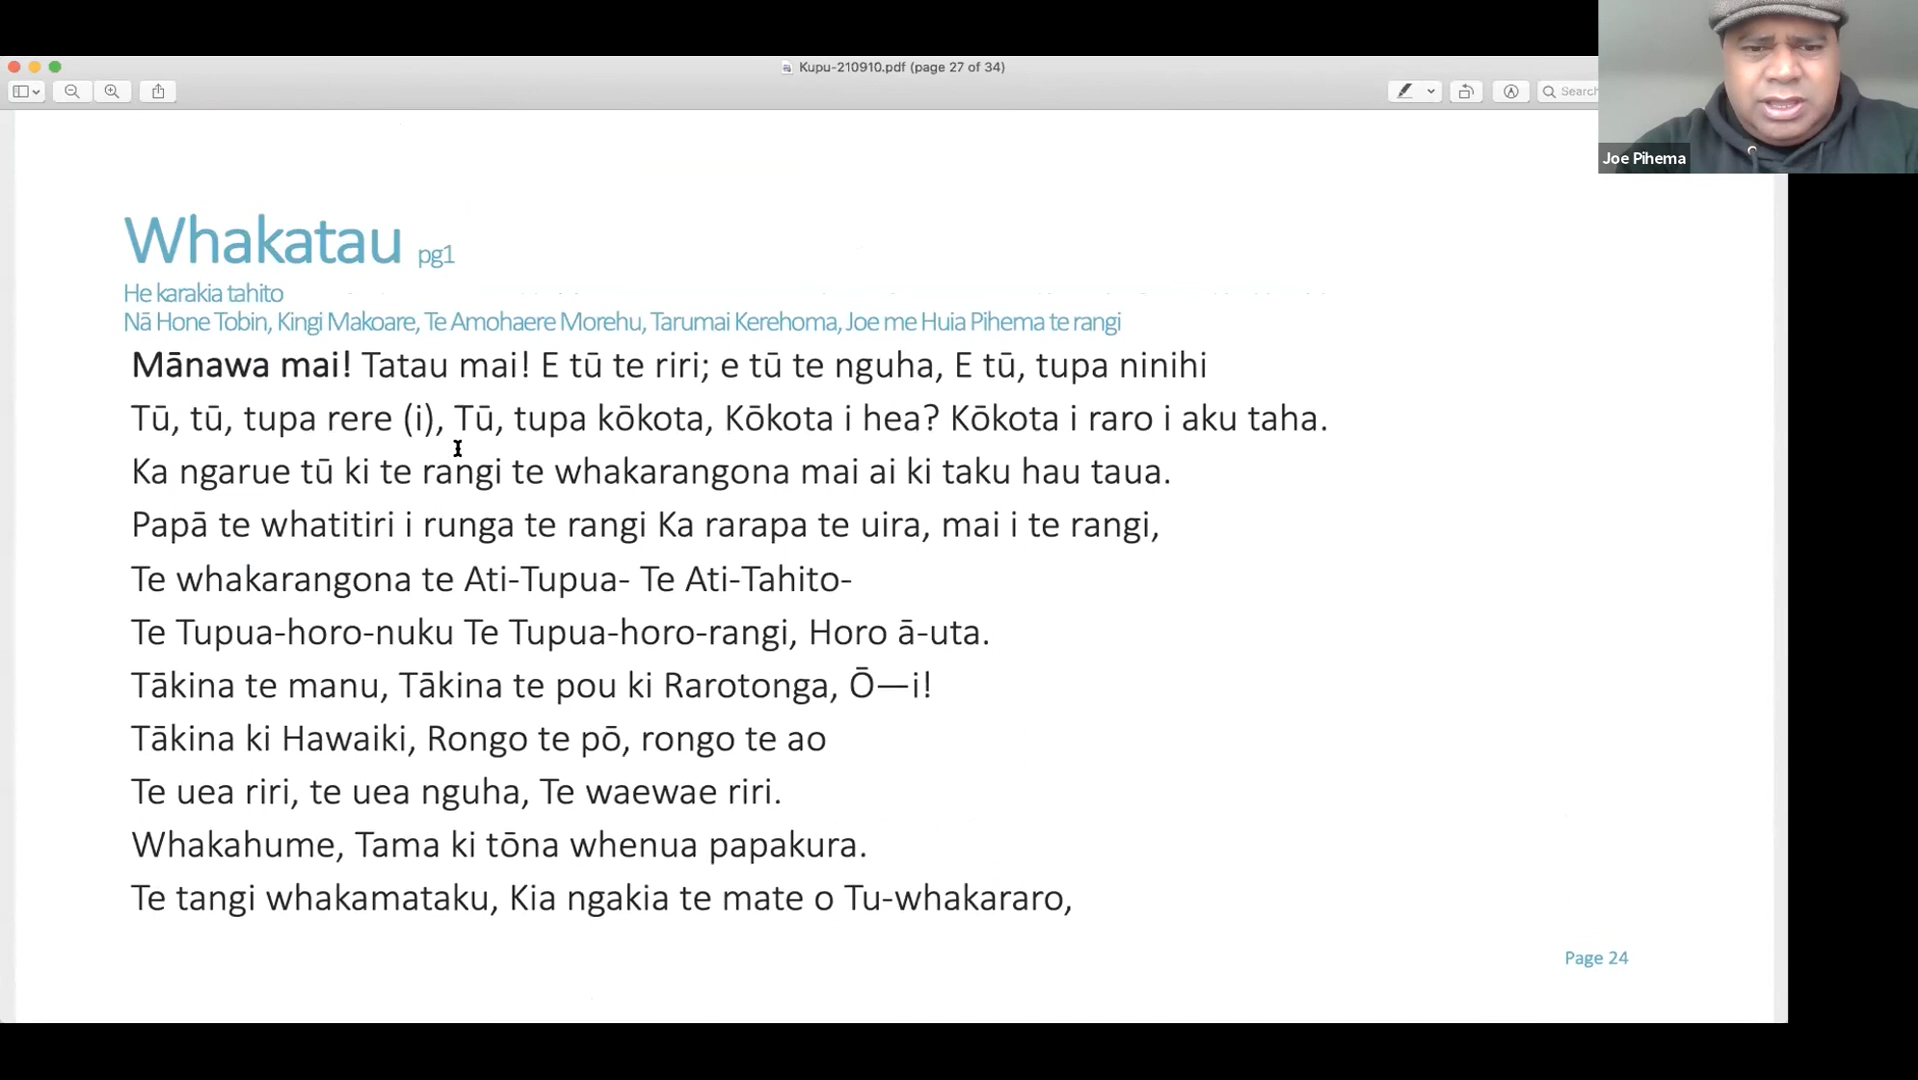 Kupu-210910.pdf (page 27 of 34)
Search
Joe Pihema
Whakatau pg1
He karakia tahito
Nā Hone Tobin, Kingi Makoare, Te Amohaere Morehu, Tarumai Kerehoma, Joe me Huia Pihema te rangi
Mānawa mai! Tatau mai! E tū te riri; e tū te nguha, E tū, tupa ninihi
Tū, tū, tupa rere (i), Tū, tupa kōkota, Kōkota i hea? Kōkota i raro i aku taha.
Ka ngarue tū ki te rangi te whakarangona mai ai ki taku hau taua.
Papā te whatitiri i runga te rangi Ka rarapa te uira, mai i te rangi,
Te whakarangona te Ati-Tupua- Te Ati-Tahito-
Te Tupua-horo-nuku Te Tupua-horo-rangi, Horo ā-uta.
Tākina te manu, Tākina te pou ki Rarotonga, Ō—i!
Tākina ki Hawaiki, Rongo te pō, rongo te ao
Te uea riri, te uea nguha, Te waewae riri.
Whakahume, Tama ki tōna whenua papakura.
Te tangi whakamataku, Kia ngakia te mate o Tu-whakararo,
Page 24